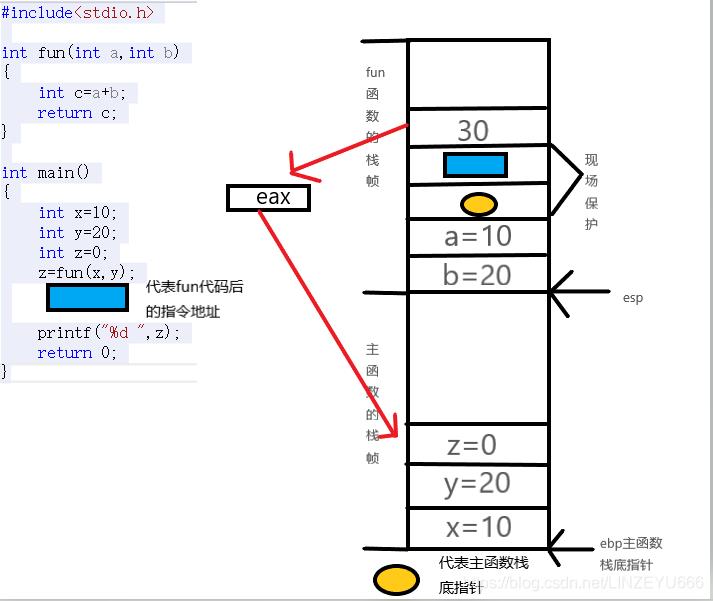 #include<stdio.h>
int fun(int a,int b)
{
int c=a+b;
return c;
}
int main()
{
int x=10;
int y=20;
int z=0;
z=fun(x,y);
代表fun代码后
的指令地址
printf("%d ",z);
return 0;
}
eax
fun
函
数
的
栈
帧
30
现
场
保
护
a=10
b=20
esp
主
函
数
的
栈
帧
z=0
y=20
x=10
ebp主函数
栈底指针
代表主函数栈
底指针
https://blog.csdn.net/LINZEYU666